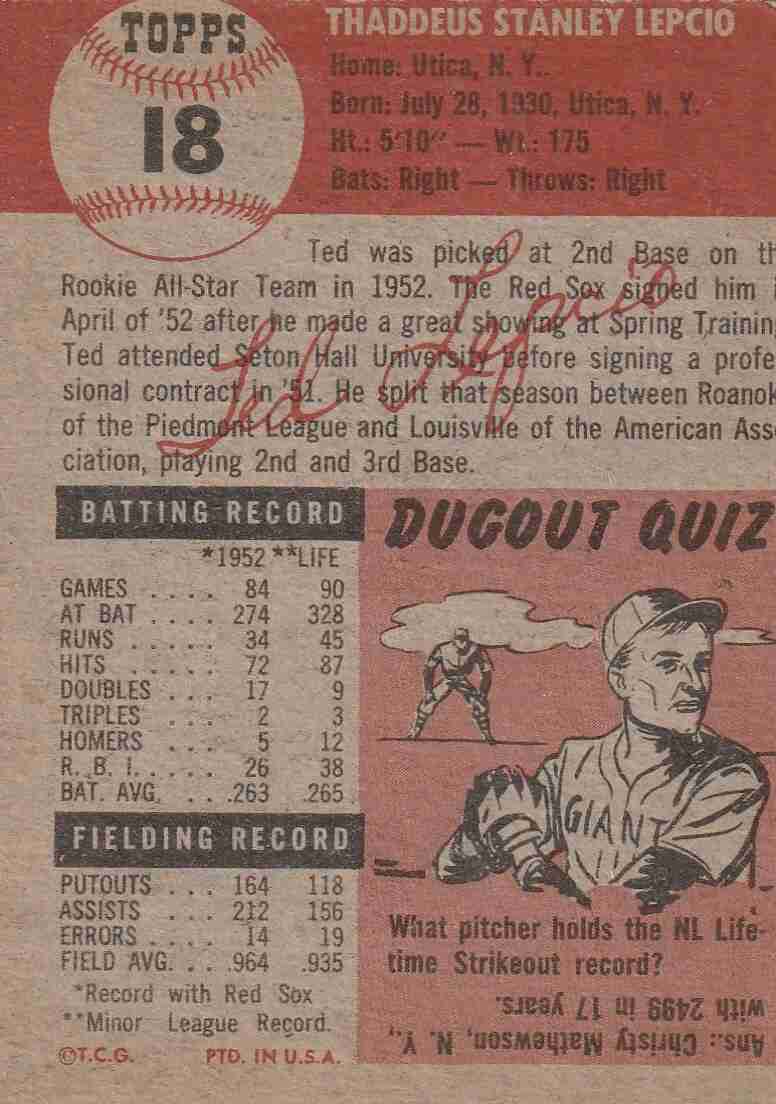 TOPPS
18
THADDEUS STANLEY LEPCIO
Home: Utica, N. Y..
Born: July 28, 1930, Utica, N. Y.
Ht.: 5'10" — Wt.: 175
Bats: Right — Throws: Right
Ted was picked at 2nd Base on th
Rookie All-Star Team in 1952. The Red Sox signed him i
April of '52 after he made a great showing at Spring Training
Ted attended Seton Hall University before signing a profe
sional contract in '51. He split that season between Roanok
of the Piedmont League and Louisville of the American Asso
ciation, playing 2nd and 3rd Base.
Ted Lepcio
BATTING RECORD
*1952 **LIFE
GAMES . . . . 84 90
AT BAT . . . . 274 328
RUNS . . . . . 34 45
HITS . . . . . 72 87
DOUBLES . . . 17 9
TRIPLES . . . 2 3
HOMERS . . . 5 12
R. B. I. . . . . 26 38
BAT. AVG. . . .263 .265
FIELDING RECORD
PUTOUTS . . . 164 118
ASSISTS . . . 212 156
ERRORS . . . . 14 19
FIELD AVG. . . .964 .935
*Record with Red Sox
**Minor League Record.
©T.C.G. PTD. IN U.S.A.
DUGOUT QUIZ
GIANT
What pitcher holds the NL Life-
time Strikeout record?
Ans.: Christy Mathewson, N. Y.,
with 2499 in 17 years.